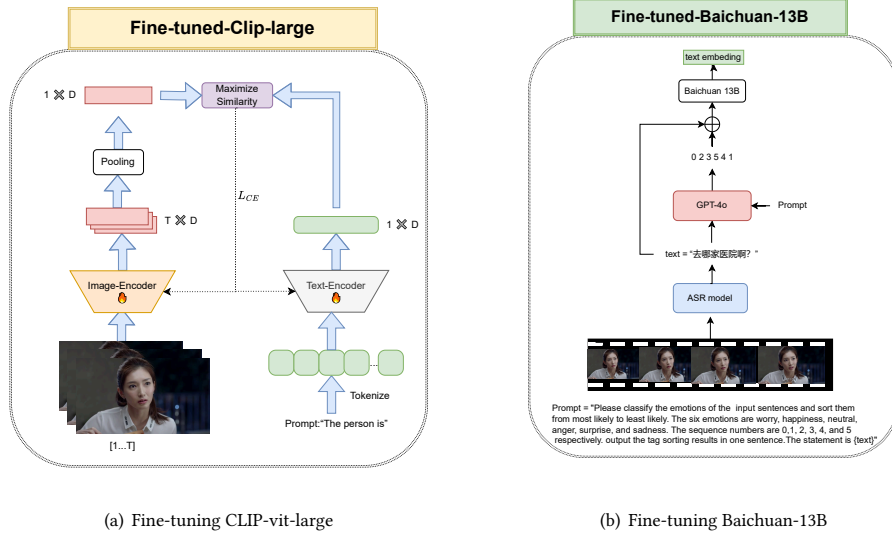 Fine-tuned-Clip-large
1 ✖ D
Maximize
Similarity
Pooling
L_{CE}
T ✖ D
1 ✖ D
Image-Encoder
Text-Encoder
Tokenize
Prompt:“The person is”
[1...T]
(a) Fine-tuning CLIP-vit-large
Fine-tuned-Baichuan-13B
text embeding
Baichuan 13B
0 2 3 5 4 1
GPT-4o
Prompt
text = “去哪家医院啊？”
ASR model
Prompt = "Please classify the emotions of the input sentences and sort them
from most likely to least likely. The six emotions are worry, happiness, neutral,
anger, surprise, and sadness. The sequence numbers are 0,1, 2, 3, 4, and 5
respectively. output the tag sorting results in one sentence.The statement is {text}"
(b) Fine-tuning Baichuan-13B